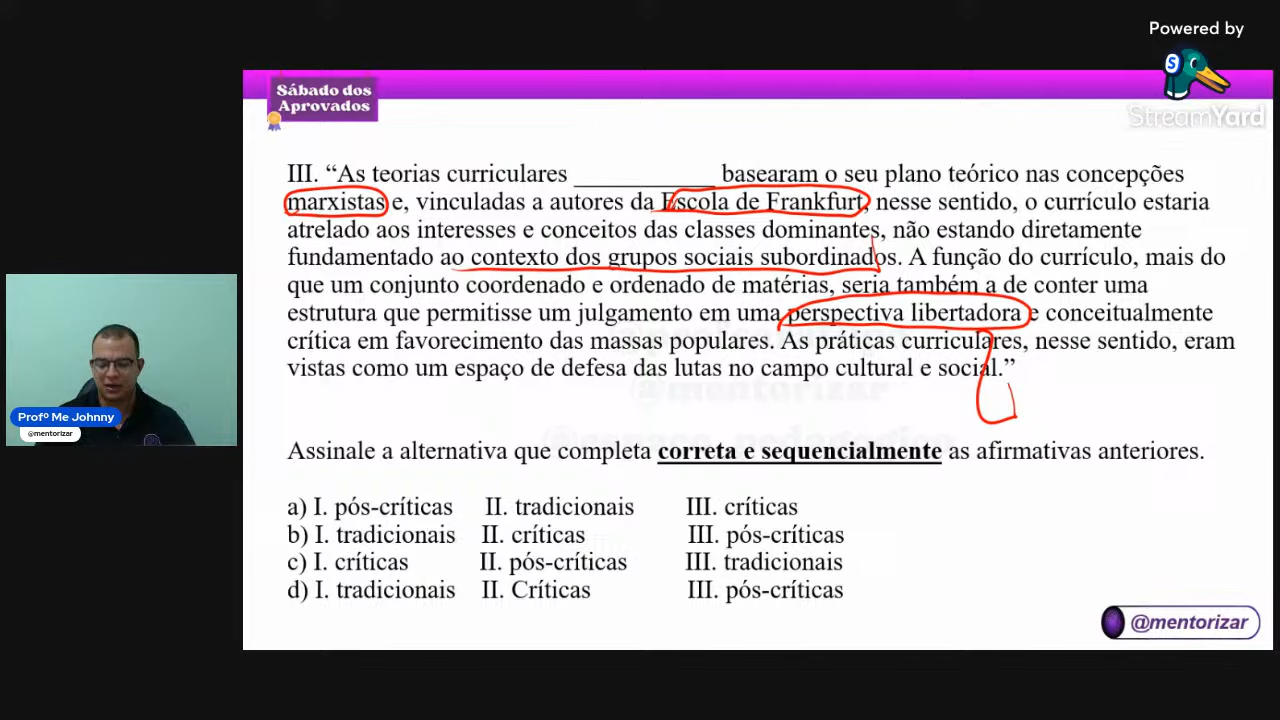 Powered by
StreamYard
Sábado dos
Aprovados
III. “As teorias curriculares ___________ basearam o seu plano teórico nas concepções
marxistas e, vinculadas a autores da Escola de Frankfurt, nesse sentido, o currículo estaria
atrelado aos interesses e conceitos das classes dominantes, não estando diretamente
fundamentado ao contexto dos grupos sociais subordinados. A função do currículo, mais do
que um conjunto coordenado e ordenado de matérias, seria também a de conter uma
estrutura que permitisse um julgamento em uma perspectiva libertadora e conceitualmente
crítica em favorecimento das massas populares. As práticas curriculares, nesse sentido, eram
vistas como um espaço de defesa das lutas no campo cultural e social.”
@mentorizar
Profº Me Johnny
@mentorizar
Assinale a alternativa que completa correta e sequencialmente as afirmativas anteriores.
a) I. pós-críticas II. tradicionais III. críticas
b) I. tradicionais II. críticas III. pós-críticas
c) I. críticas II. pós-críticas III. tradicionais
d) I. tradicionais II. Críticas III. pós-críticas
@mentorizar